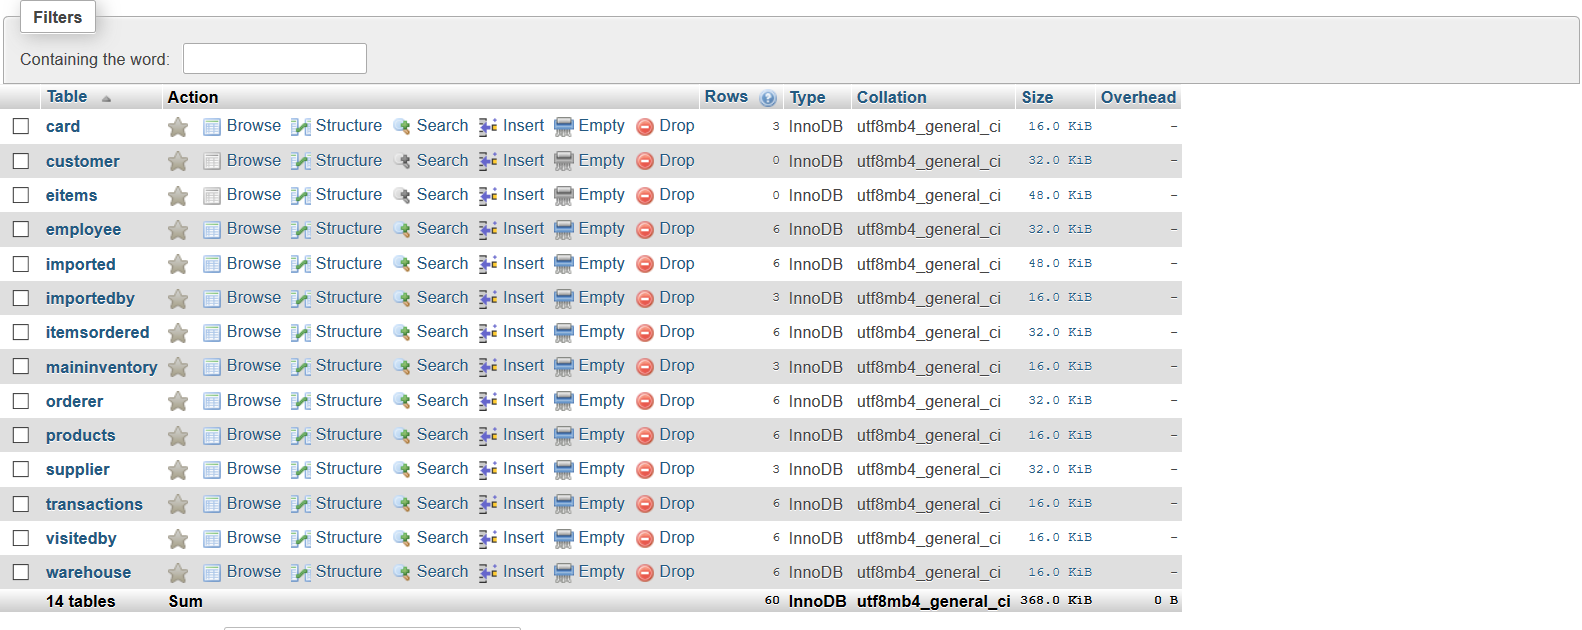 Filters
Containing the word:
Table Action Rows Type Collation Size Overhead
card Browse Structure Search Insert Empty Drop 3 InnoDB utf8mb4_general_ci 16.0 KiB -
customer Browse Structure Search Insert Empty Drop 0 InnoDB utf8mb4_general_ci 32.0 KiB -
eitems Browse Structure Search Insert Empty Drop 0 InnoDB utf8mb4_general_ci 48.0 KiB -
employee Browse Structure Search Insert Empty Drop 6 InnoDB utf8mb4_general_ci 32.0 KiB -
imported Browse Structure Search Insert Empty Drop 6 InnoDB utf8mb4_general_ci 48.0 KiB -
importedby Browse Structure Search Insert Empty Drop 3 InnoDB utf8mb4_general_ci 16.0 KiB -
itemsordered Browse Structure Search Insert Empty Drop 6 InnoDB utf8mb4_general_ci 32.0 KiB -
maininventory Browse Structure Search Insert Empty Drop 3 InnoDB utf8mb4_general_ci 16.0 KiB -
orderer Browse Structure Search Insert Empty Drop 6 InnoDB utf8mb4_general_ci 32.0 KiB -
products Browse Structure Search Insert Empty Drop 6 InnoDB utf8mb4_general_ci 16.0 KiB -
supplier Browse Structure Search Insert Empty Drop 3 InnoDB utf8mb4_general_ci 32.0 KiB -
transactions Browse Structure Search Insert Empty Drop 6 InnoDB utf8mb4_general_ci 16.0 KiB -
visitedby Browse Structure Search Insert Empty Drop 6 InnoDB utf8mb4_general_ci 16.0 KiB -
warehouse Browse Structure Search Insert Empty Drop 6 InnoDB utf8mb4_general_ci 16.0 KiB -
14 tables Sum 60 InnoDB utf8mb4_general_ci 368.0 KiB 0 B